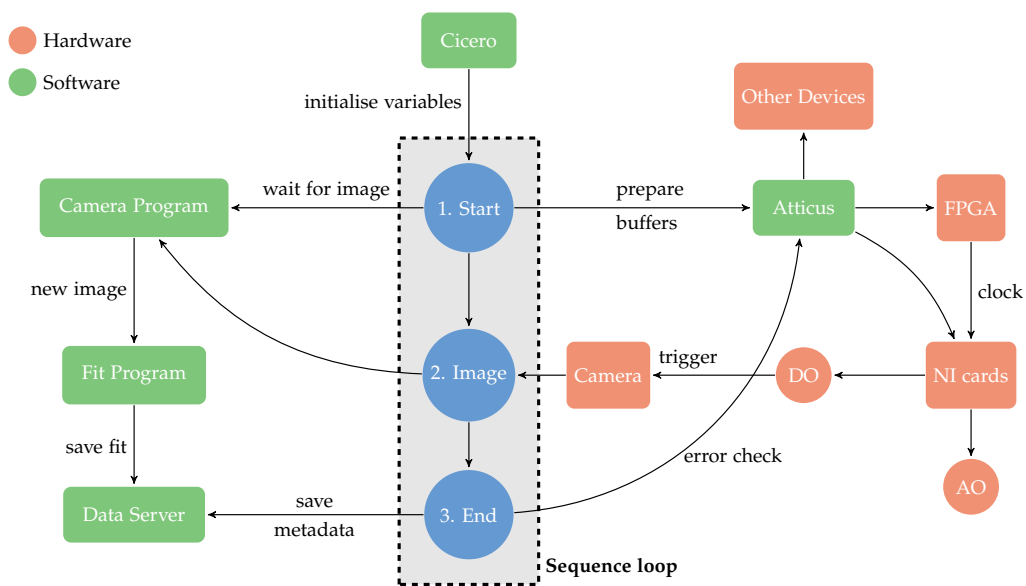 Hardware
Software
Cicero
initialise variables
Other Devices
wait for image
1. Start
prepare
buffers
Camera Program
Atticus
FPGA
new image
clock
Fit Program
2. Image
Camera
trigger
DO
NI cards
save fit
error check
AO
Data Server
save
metadata
3. End
Sequence loop